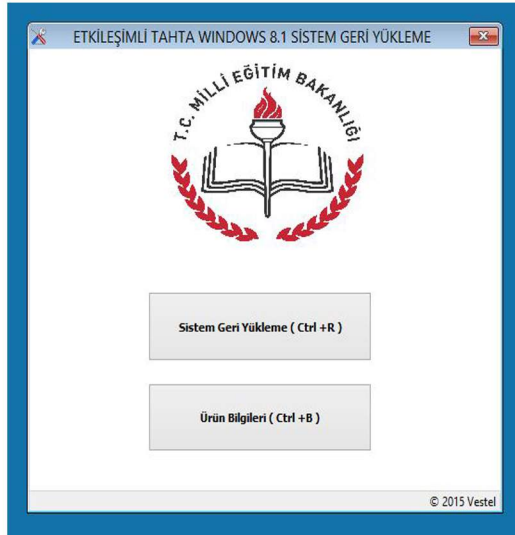 ETKİLEŞİMLİ TAHTA WINDOWS 8.1 SİSTEM GERİ YÜKLEME
T.C. MİLLİ EĞİTİM BAKANLIĞI
Sistem Geri Yükleme ( Ctrl +R )
Ürün Bilgileri ( Ctrl +B )
© 2015 Vestel